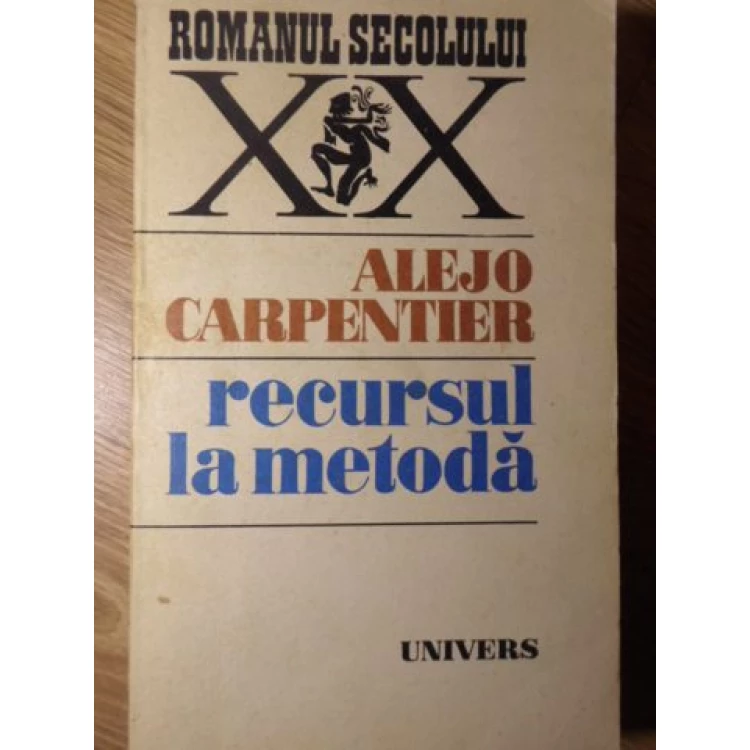 ROMANUL SECOLULUI
XX
ALEJO
CARPENTIER
recursul
la metodă
UNIVERS